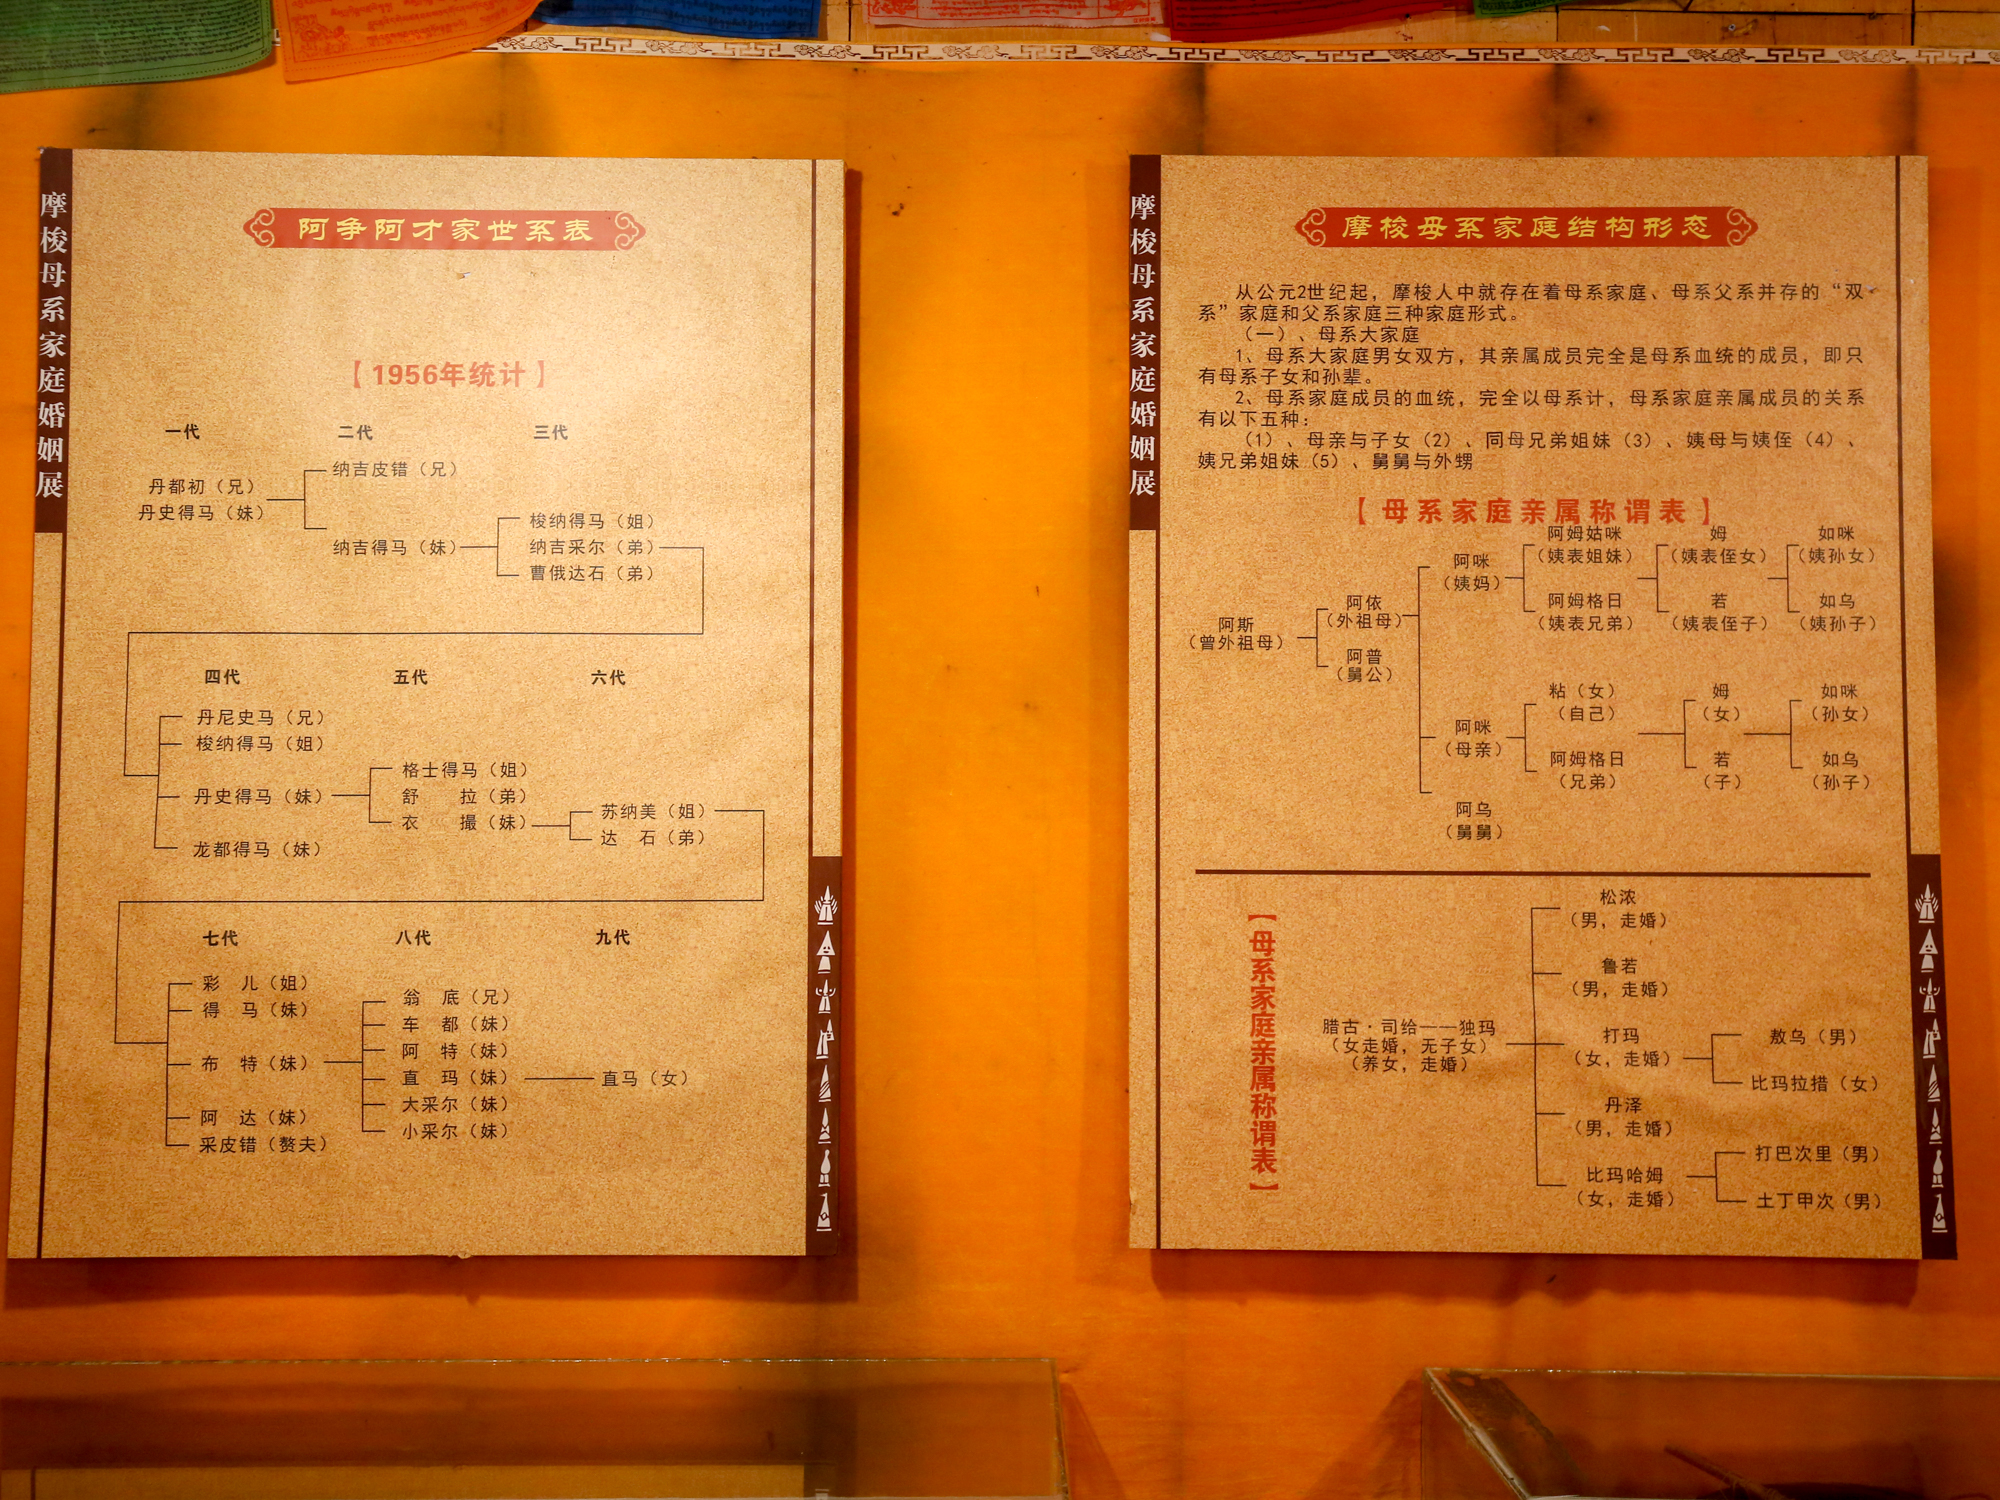 摩梭母系家庭婚姻展
阿争阿才家世系表
【1956年统计】
一代 二代 三代
纳吉皮错（兄）
丹都初（兄）
丹史得马（妹）
梭纳得马（姐）
纳吉得马（妹） 纳吉采尔（弟）
曹俄达石（弟）
四代 五代 六代
丹尼史马（兄）
梭纳得马（姐）
格士得马（姐）
丹史得马（妹） 舒 拉（弟）
苏纳美（姐）
衣 撮（妹）
达 石（弟）
龙都得马（妹）
七代 八代 九代
彩 儿（姐）
翁 底（兄）
得 马（妹）
车 都（妹）
阿 特（妹）
布 特（妹）
直 玛（妹） 直马（女）
大采尔（妹）
阿 达（妹）
小采尔（妹）
采皮错（赘夫）
摩梭母系家庭婚姻展
摩梭母系家庭结构形态
从公元2世纪起，摩梭人中就存在着母系家庭、母系父系并存的“双
系”家庭和父系家庭三种家庭形式。
（一）、母系大家庭
1、母系大家庭男女双方，其亲属成员完全是母系血统的成员，即只
有母系子女和孙辈。
2、母系家庭成员的血统，完全以母系计，母系家庭亲属成员的关系
有以下五种：
（1）、母亲与子女（2）、同母兄弟姐妹（3）、姨母与姨侄（4）、
姨兄弟姐妹（5）、舅舅与外甥
【母系家庭亲属称谓表】
阿姆姑咪 姆 如咪
（姨表姐妹） （姨表侄女） （姨孙女）
阿咪
（姨妈）
阿姆格日 若 如乌
（姨表兄弟） （姨表侄子） （姨孙子）
阿依
（外祖母）
阿斯
（曾外祖母）
阿普
（舅公）
粘（女） 姆 如咪
（自己） （女） （孙女）
阿咪
（母亲）
阿姆格日 若 如乌
（兄弟） （子） （孙子）
阿乌
（舅舅）
【母系家庭亲属称谓表】
松浓
（男，走婚）
鲁若
（男，走婚）
腊古·司给——独玛
（女走婚，无子女）
（养女，走婚）
打玛
（女，走婚）
敖乌（男）
比玛拉措（女）
丹泽
（男，走婚）
比玛哈姆
（女，走婚）
打巴次里（男）
土丁甲次（男）